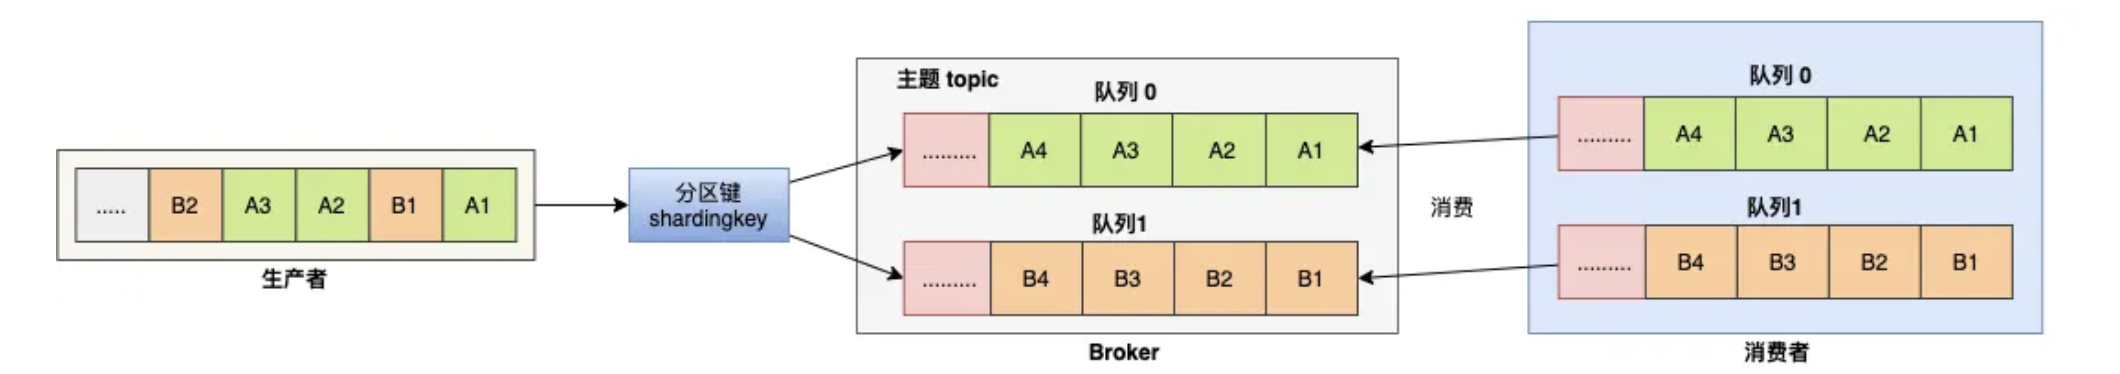 ..... B2 A3 A2 B1 A1
生产者
分区键
shardingkey
主题 topic
队列 0
......... A4 A3 A2 A1
队列1
......... B4 B3 B2 B1
Broker
消费
队列 0
......... A4 A3 A2 A1
队列1
......... B4 B3 B2 B1
消费者